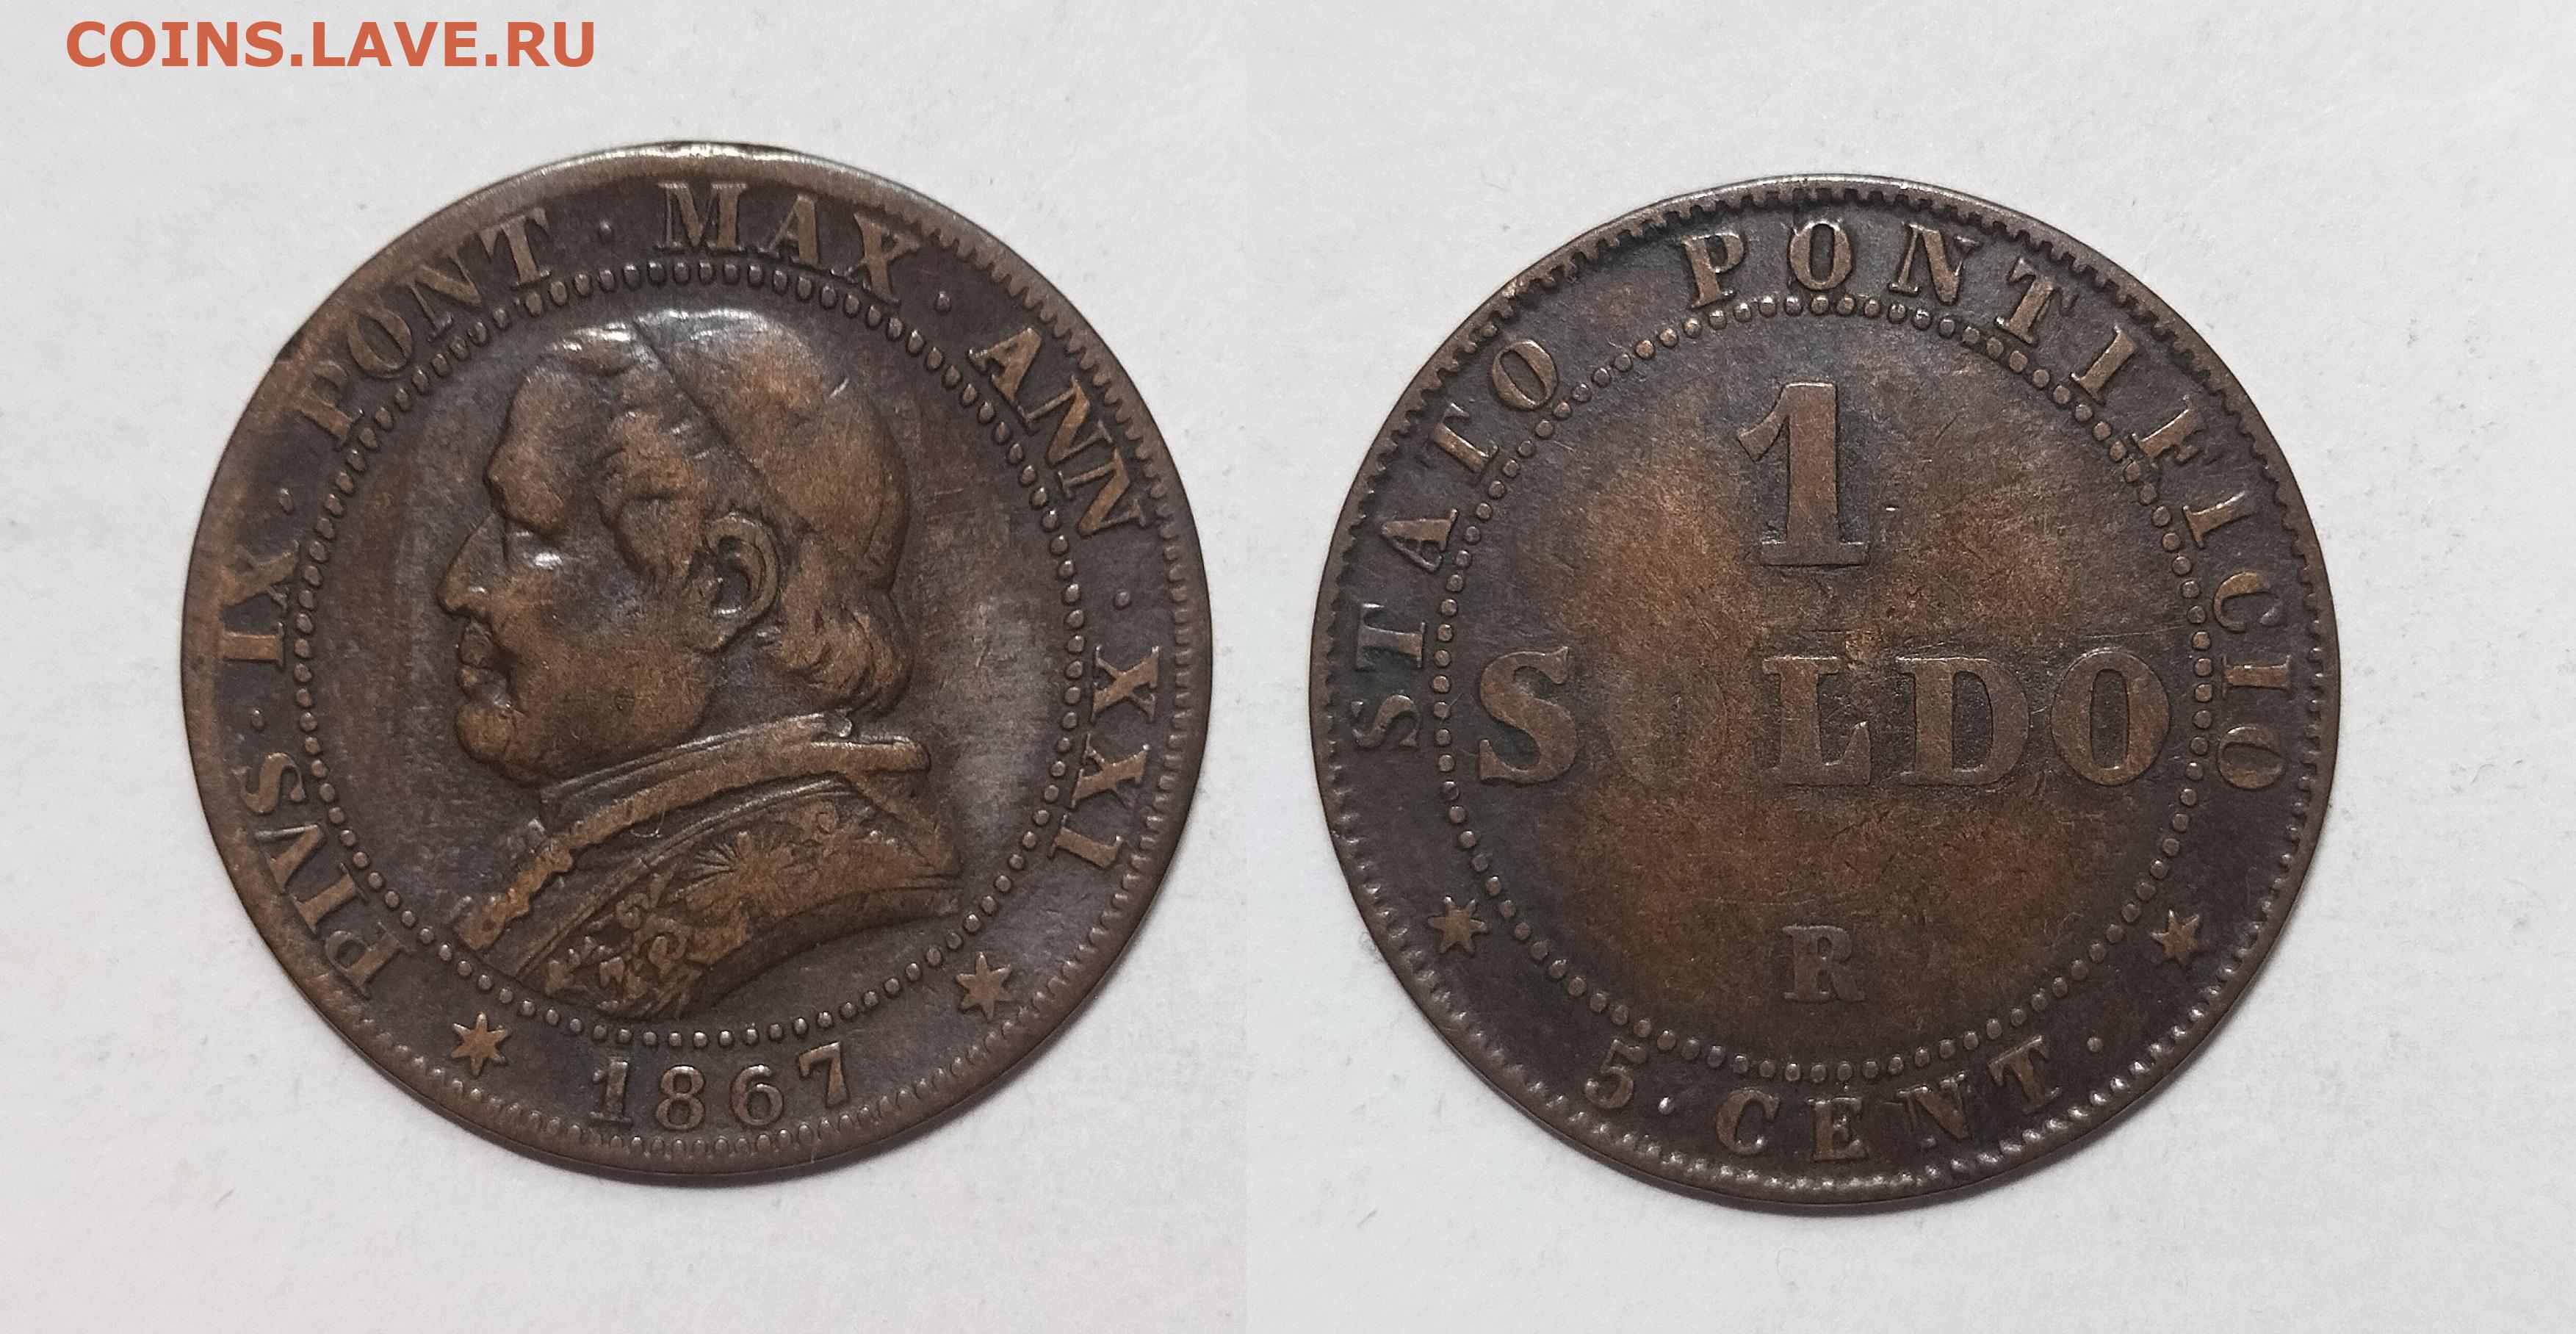 COINS.LAVE.RU
PIVS · IX · PONT · MAX · ANN · XXI
1867
STATO PONTIFICIO
1
SOLDO
R
5 · CENT ·